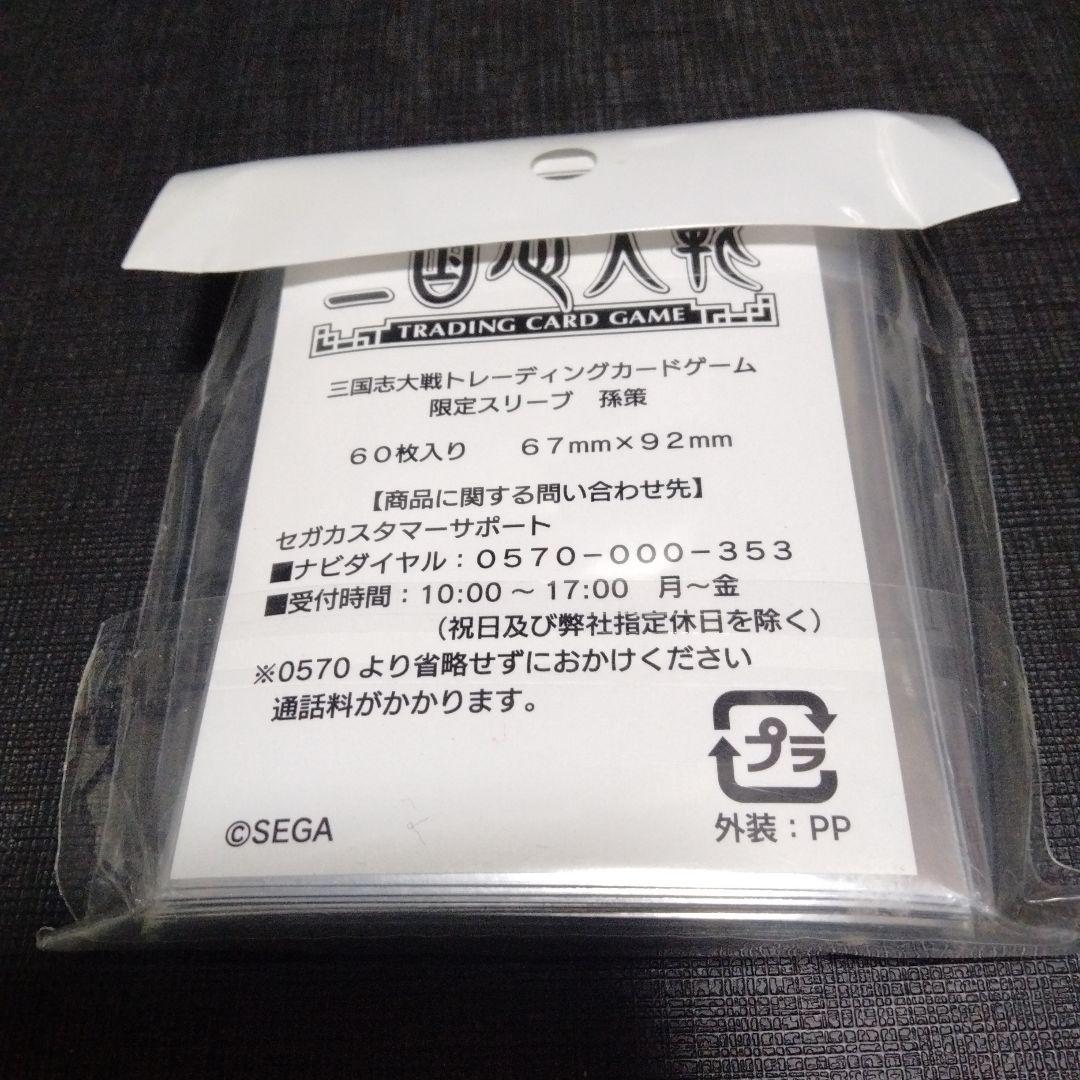 三国志大戦
TRADING CARD GAME
三国志大戦トレーディングカードゲーム
限定スリーブ　孫策
60枚入り　67mm×92mm
【商品に関する問い合わせ先】
セガカスタマーサポート
■ナビダイヤル：0570-000-353
■受付時間：10:00～17:00　月～金
（祝日及び弊社指定休日を除く）
※0570より省略せずにおかけください
通話料がかかります。
プラ
外装：PP
©SEGA